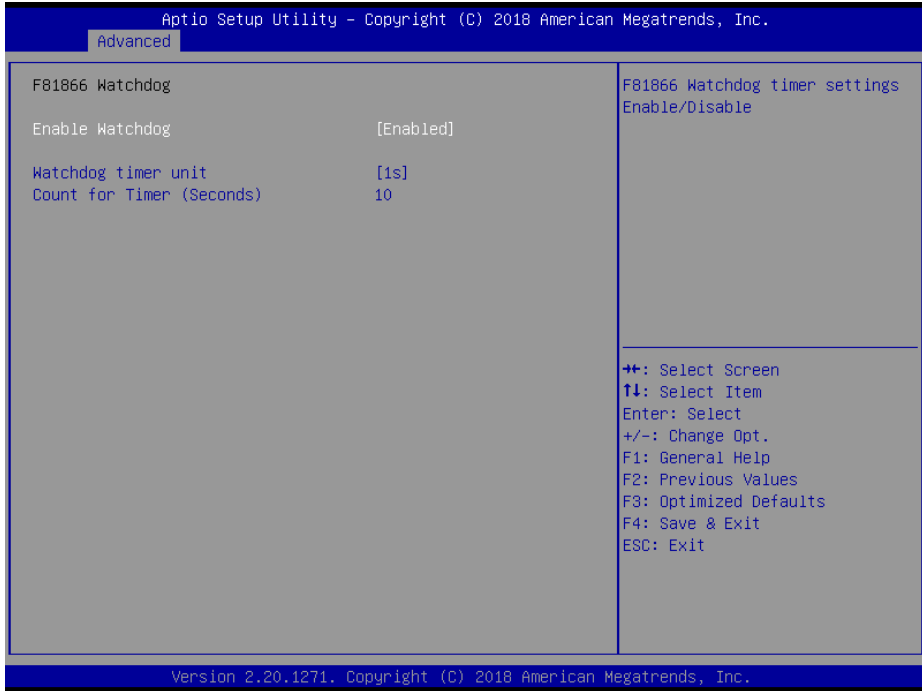 Aptio Setup Utility – Copyright (C) 2018 American Megatrends, Inc.
Advanced
F81866 Watchdog
Enable Watchdog [Enabled]
Watchdog timer unit [1s]
Count for Timer (Seconds) 10
F81866 Watchdog timer settings
Enable/Disable
→←: Select Screen
↑↓: Select Item
Enter: Select
+/-: Change Opt.
F1: General Help
F2: Previous Values
F3: Optimized Defaults
F4: Save & Exit
ESC: Exit
Version 2.20.1271. Copyright (C) 2018 American Megatrends, Inc.